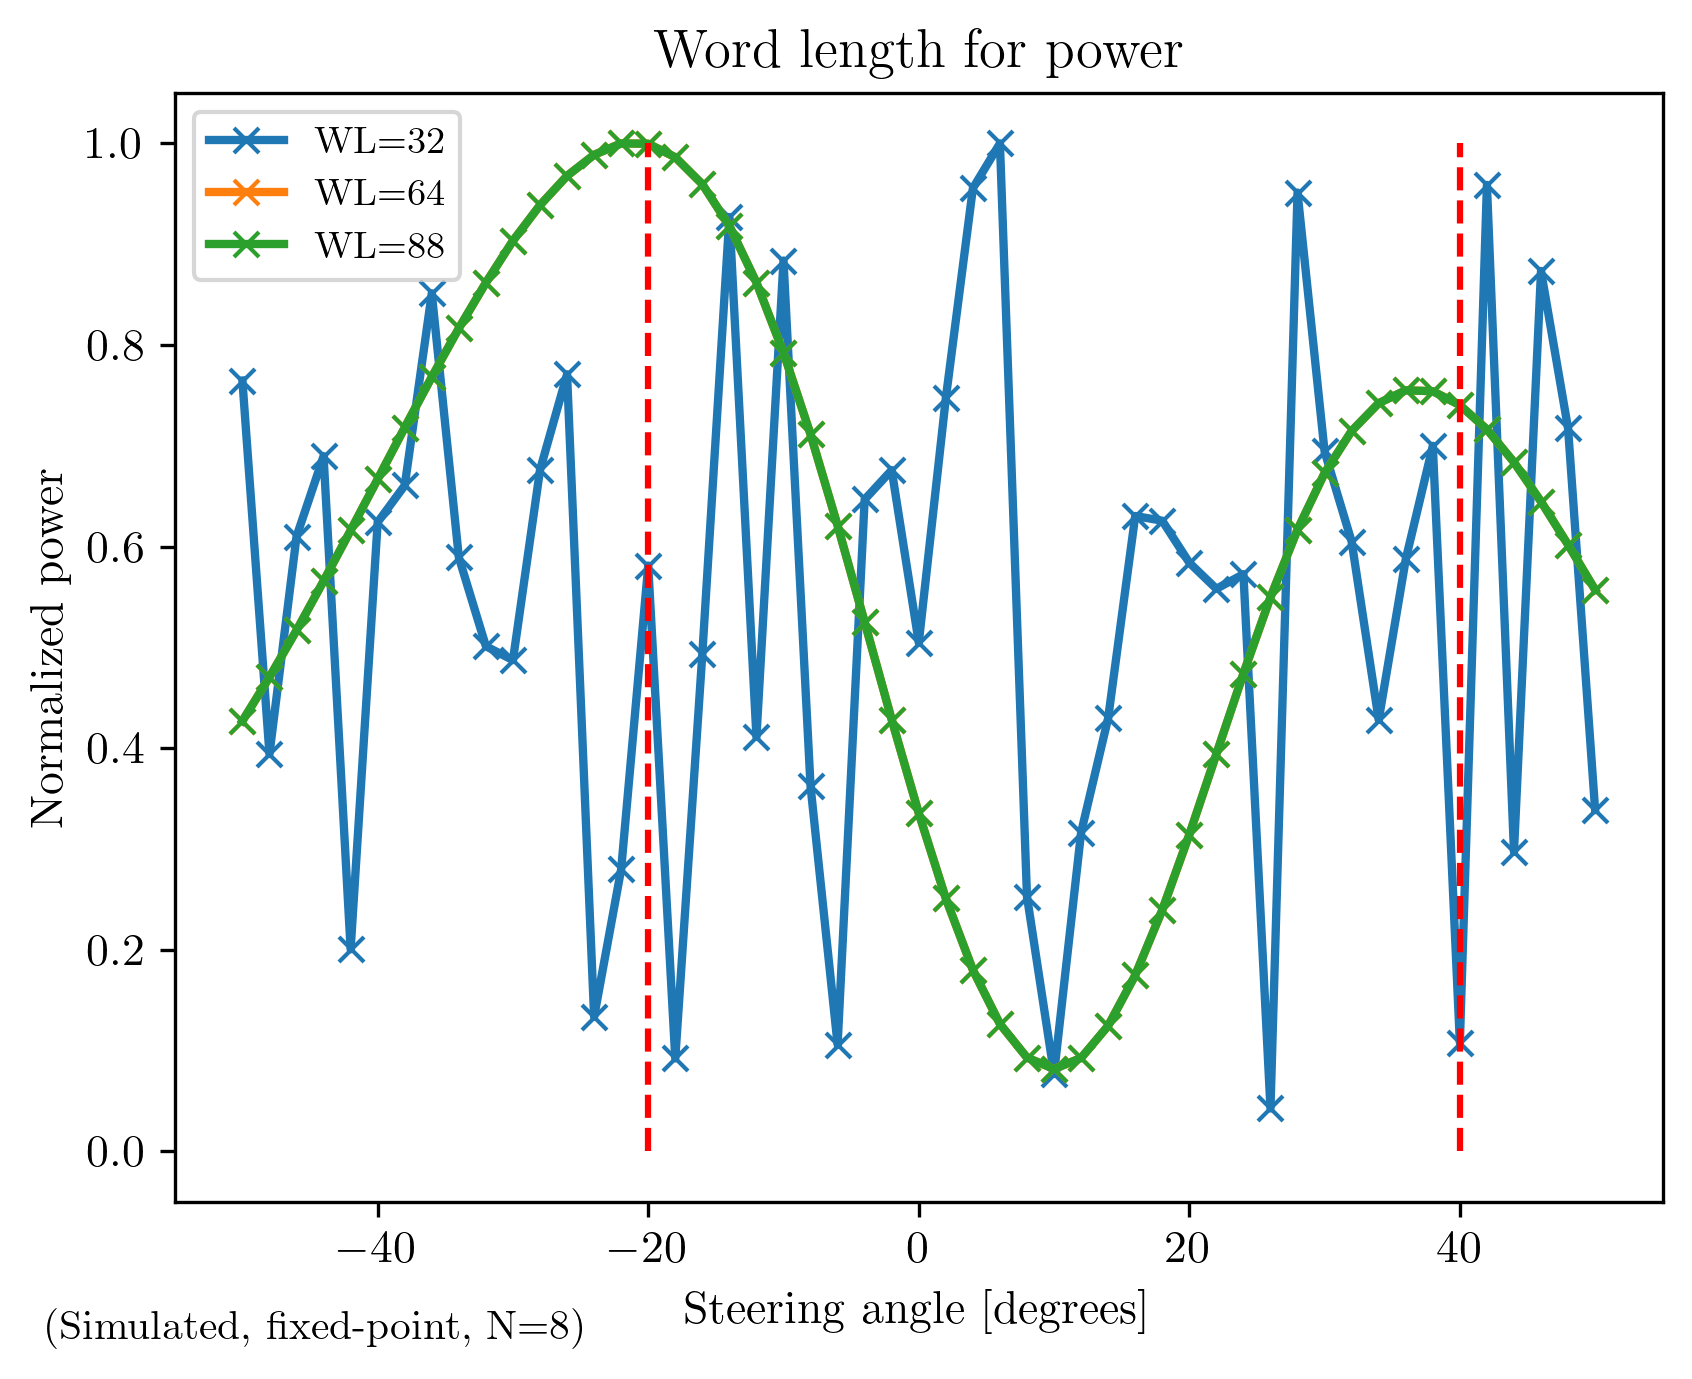 Word length for power
WL=32
WL=64
WL=88
1.0
0.8
0.6
0.4
0.2
0.0
Normalized power
−40
−20
0
20
40
Steering angle [degrees]
(Simulated, fixed-point, N=8)